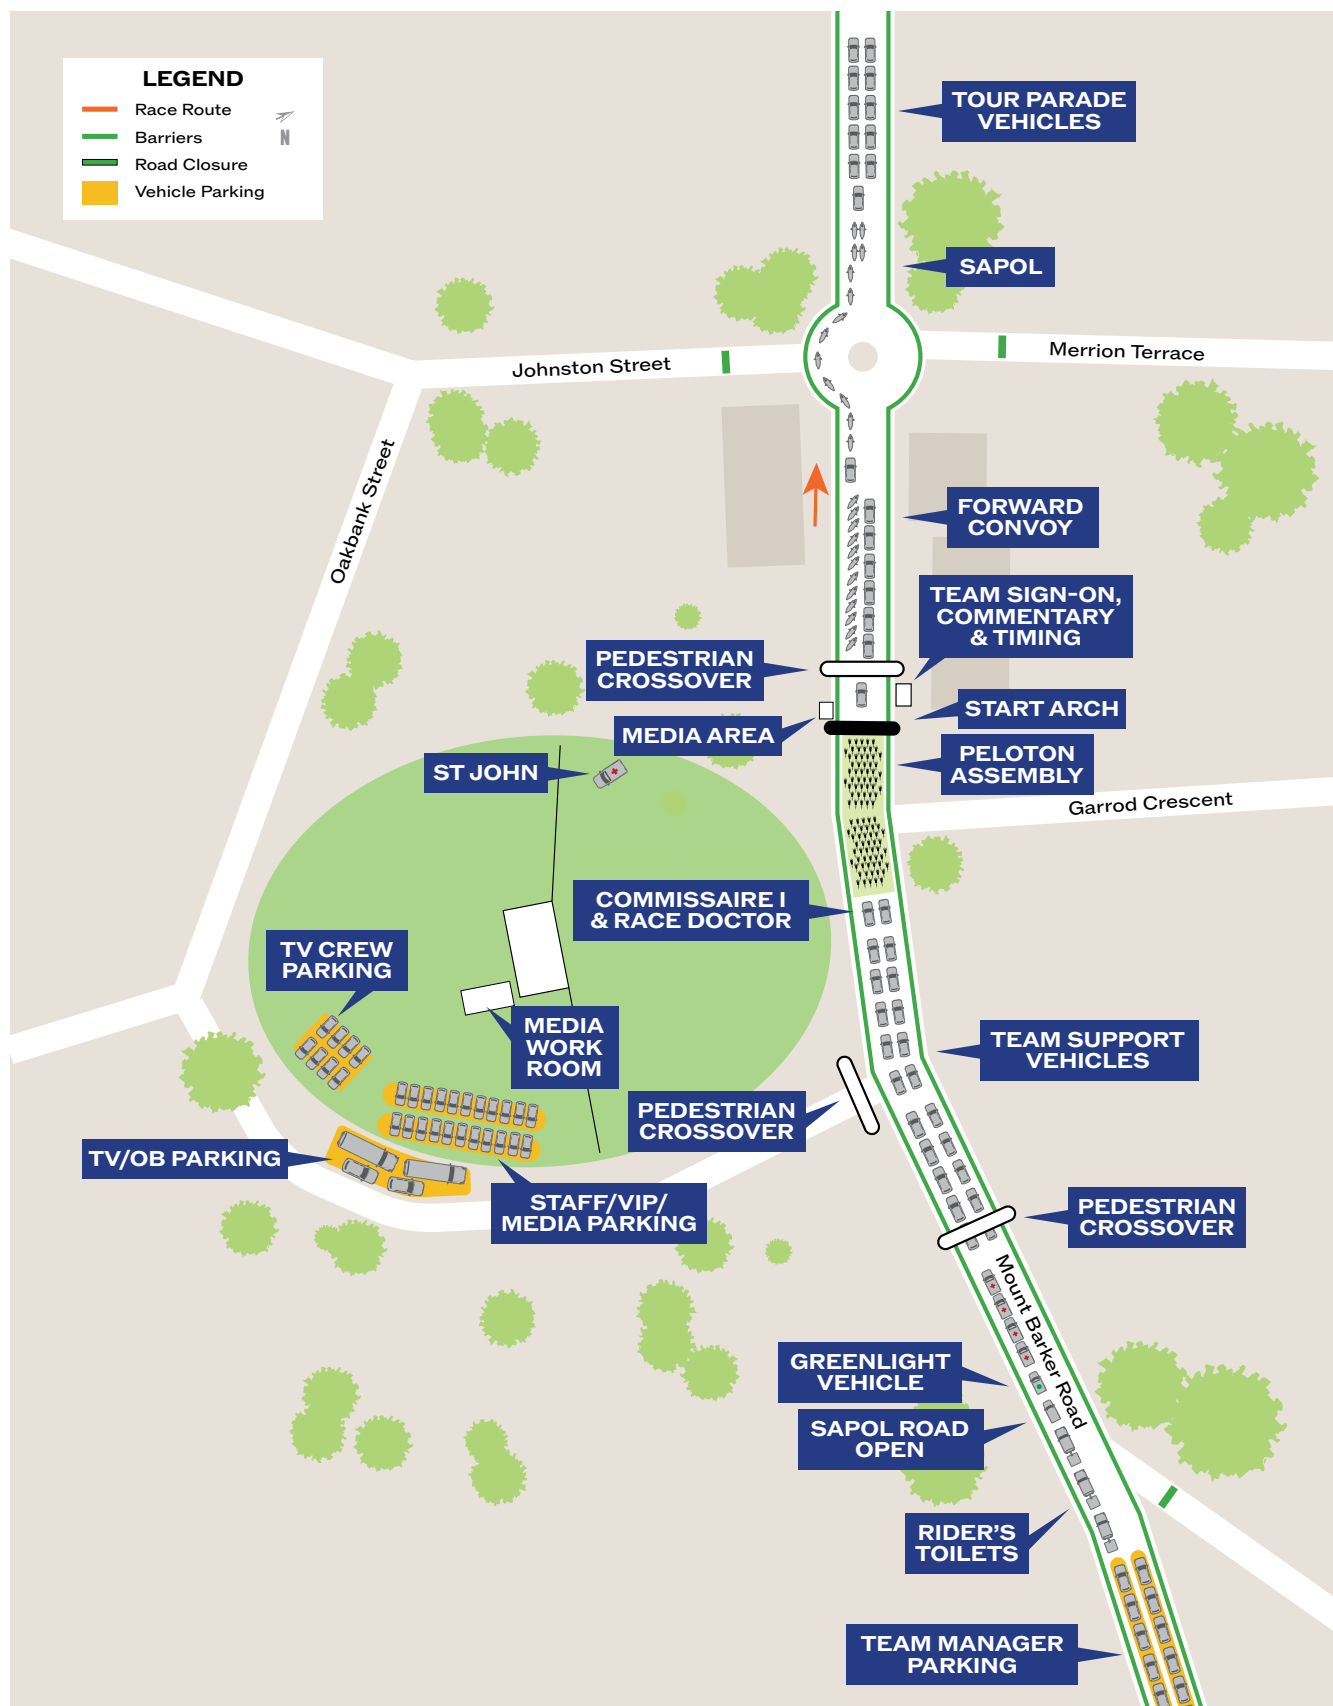 LEGEND
Race Route
Barriers
Road Closure
Vehicle Parking
N
TOUR PARADE
VEHICLES
SAPOL
Johnston Street
Merrion Terrace
Oakbank Street
FORWARD
CONVOY
TEAM SIGN-ON,
COMMENTARY
& TIMING
PEDESTRIAN
CROSSOVER
START ARCH
MEDIA AREA
PELOTON
ASSEMBLY
ST JOHN
Garrod Crescent
COMMISSAIRE I
& RACE DOCTOR
TV CREW
PARKING
MEDIA
WORK
ROOM
TEAM SUPPORT
VEHICLES
PEDESTRIAN
CROSSOVER
TV/OB PARKING
STAFF/VIP/
MEDIA PARKING
PEDESTRIAN
CROSSOVER
Mount Barker Road
GREENLIGHT
VEHICLE
SAPOL ROAD
OPEN
RIDER'S
TOILETS
TEAM MANAGER
PARKING